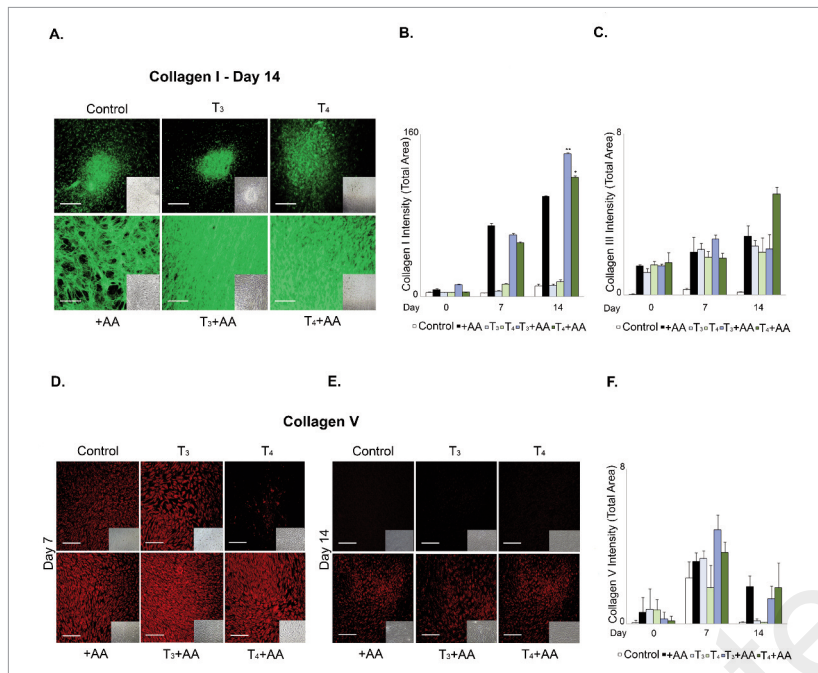 A.
B.
C.
Collagen I - Day 14
Control T3 T4
+AA T3+AA T4+AA
Collagen I Intensity (Total Area)
160
0
Day 0 7 14
Control +AA T3 T4 T3+AA T4+AA
Collagen III Intensity (Total Area)
8
0
Day 0 7 14
Control +AA T3 T4 T3+AA T4+AA
** *
D.
E.
F.
Collagen V
Control T3 T4
Day 7
+AA T3+AA T4+AA
Control T3 T4
Day 14
+AA T3+AA T4+AA
Collagen V Intensity (Total Area)
8
0
Day 0 7 14
Control +AA T3 T4 T3+AA T4+AA